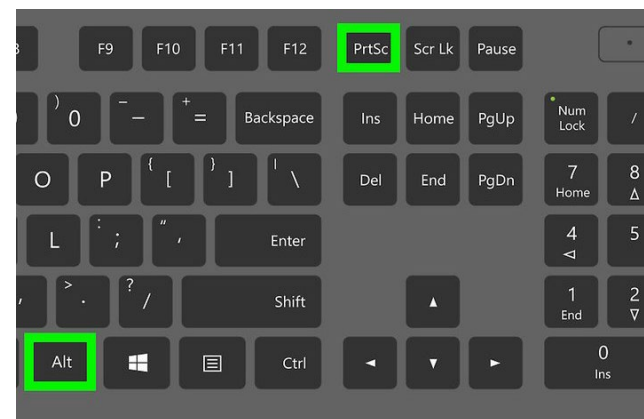 F9 F10 F11 F12 PrtSc Scr Lk Pause
) 0 _ - + = Backspace Ins Home PgUp Num Lock /
O P { [ } ] | \ Del End PgDn 7 Home 8
L : ; " ' Enter 4 5
, > . ? / Shift 1 End 2
Alt Ctrl 0 Ins